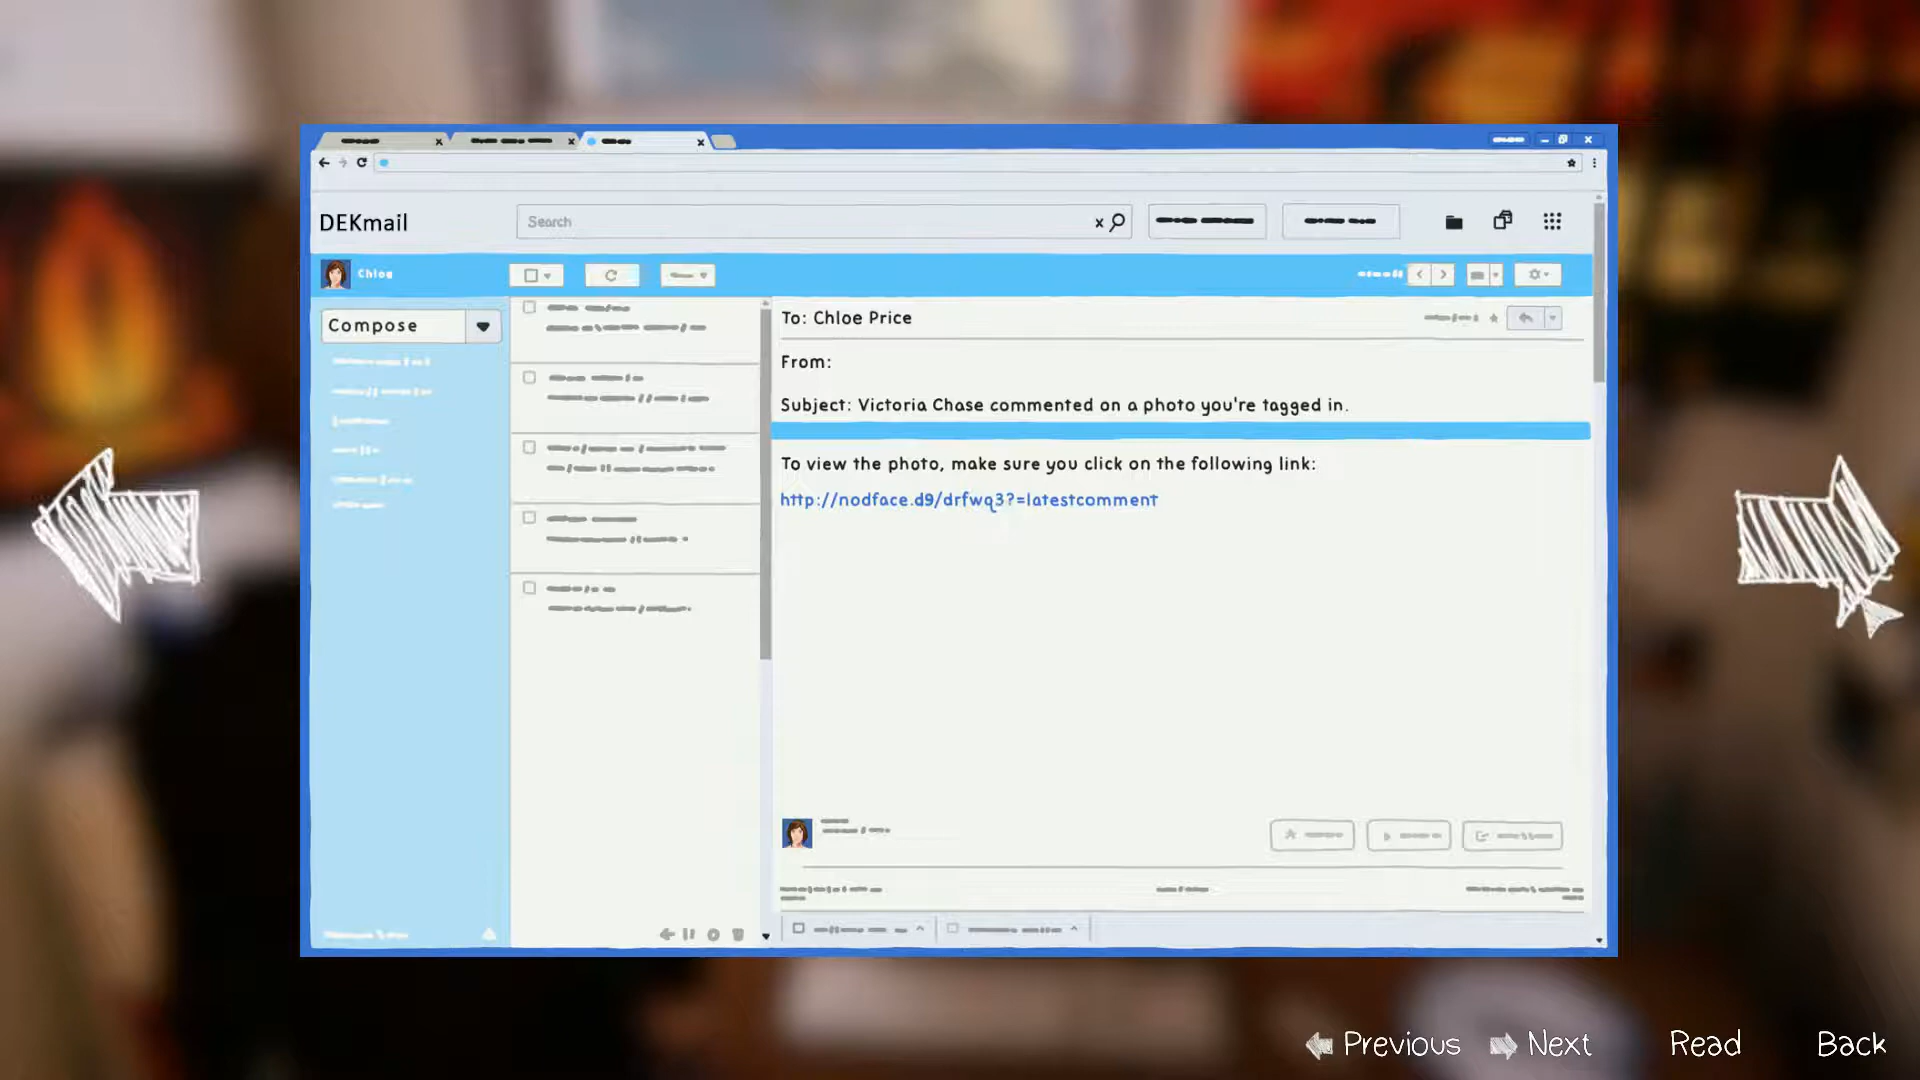 DEKmail
Search
Chloe
Compose
To: Chloe Price
From:
Subject: Victoria Chase commented on a photo you're tagged in.
To view the photo, make sure you click on the following link:
http://nodface.d9/drfwq3?=latestcomment
Previous
Next
Read
Back